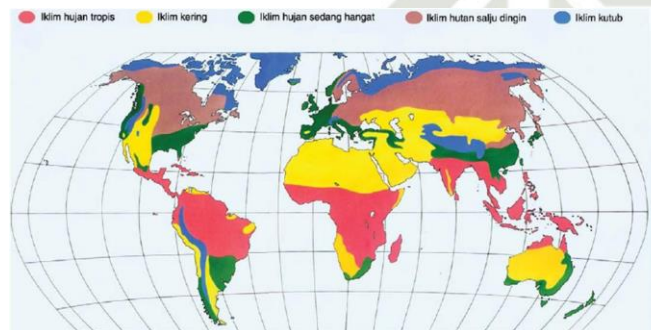 Iklim hujan tropis
Iklim kering
Iklim hujan sedang hangat
Iklim hutan salju dingin
Iklim kutub